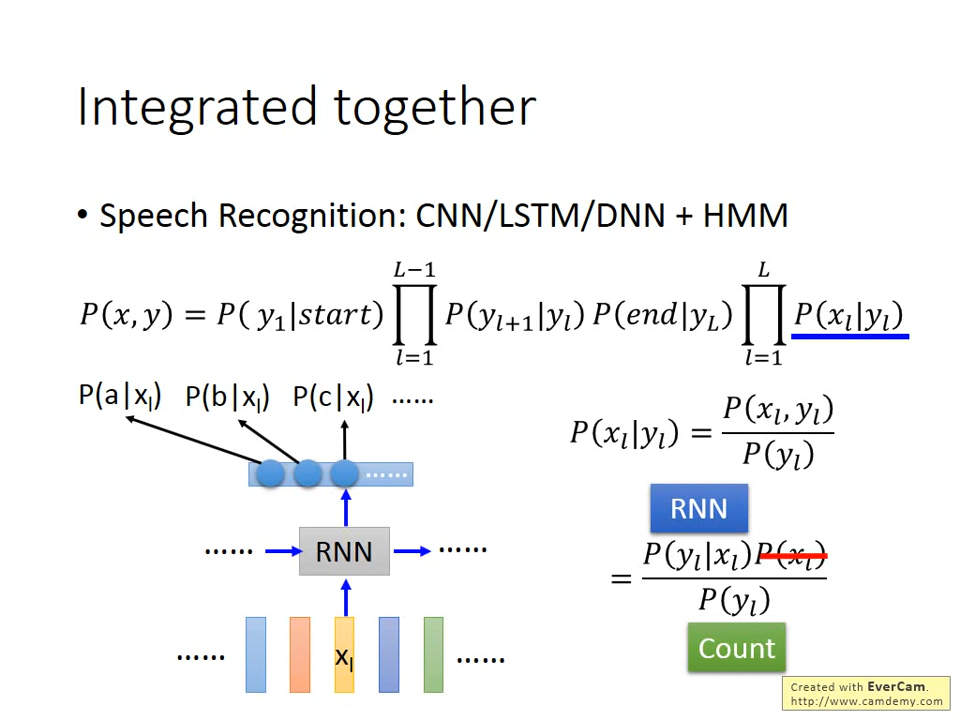 Integrated together
• Speech Recognition: CNN/LSTM/DNN + HMM
P(x, y) = P( y₁|start) ∏_{l=1}^{L−1} P(y_{l+1}|y_l) P(end|y_L) ∏_{l=1}^{L} P(x_l|y_l)
P(a|x_l) P(b|x_l) P(c|x_l) ……
P(x_l|y_l) = P(x_l, y_l) / P(y_l)
……
RNN
…… RNN ……
= P(y_l|x_l)P(x_l) / P(y_l)
…… x_l ……
Count
Created with EverCam.
http://www.camdemy.com